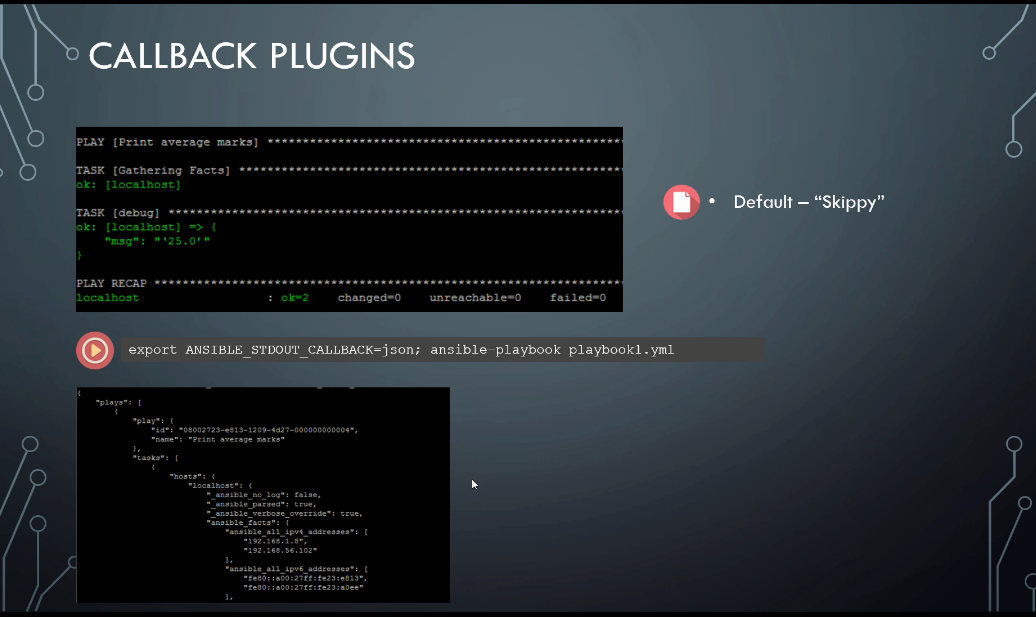 CALLBACK PLUGINS
PLAY [Print average marks] **************************************************
TASK [Gathering Facts] ******************************************************
ok: [localhost]
TASK [debug] ****************************************************************
ok: [localhost] => {
"msg": "‘25.0’"
}
PLAY RECAP ******************************************************************
localhost : ok=2 changed=0 unreachable=0 failed=0
• Default – “Skippy”
export ANSIBLE_STDOUT_CALLBACK=json; ansible-playbook playbook1.yml
{
"plays": [
{
"play": {
"id": "08002723-e813-1209-4d27-000000000004",
"name": "Print average marks"
},
"tasks": [
{
"hosts": {
"localhost": {
"_ansible_no_log": false,
"_ansible_parsed": true,
"_ansible_verbose_override": true,
"ansible_facts": {
"ansible_all_ipv4_addresses": [
"192.168.1.8",
"192.168.56.102"
],
"ansible_all_ipv6_addresses": [
"fe80::a00:27ff:fe23:e813",
"fe80::a00:27ff:fe23:a0ee"
],